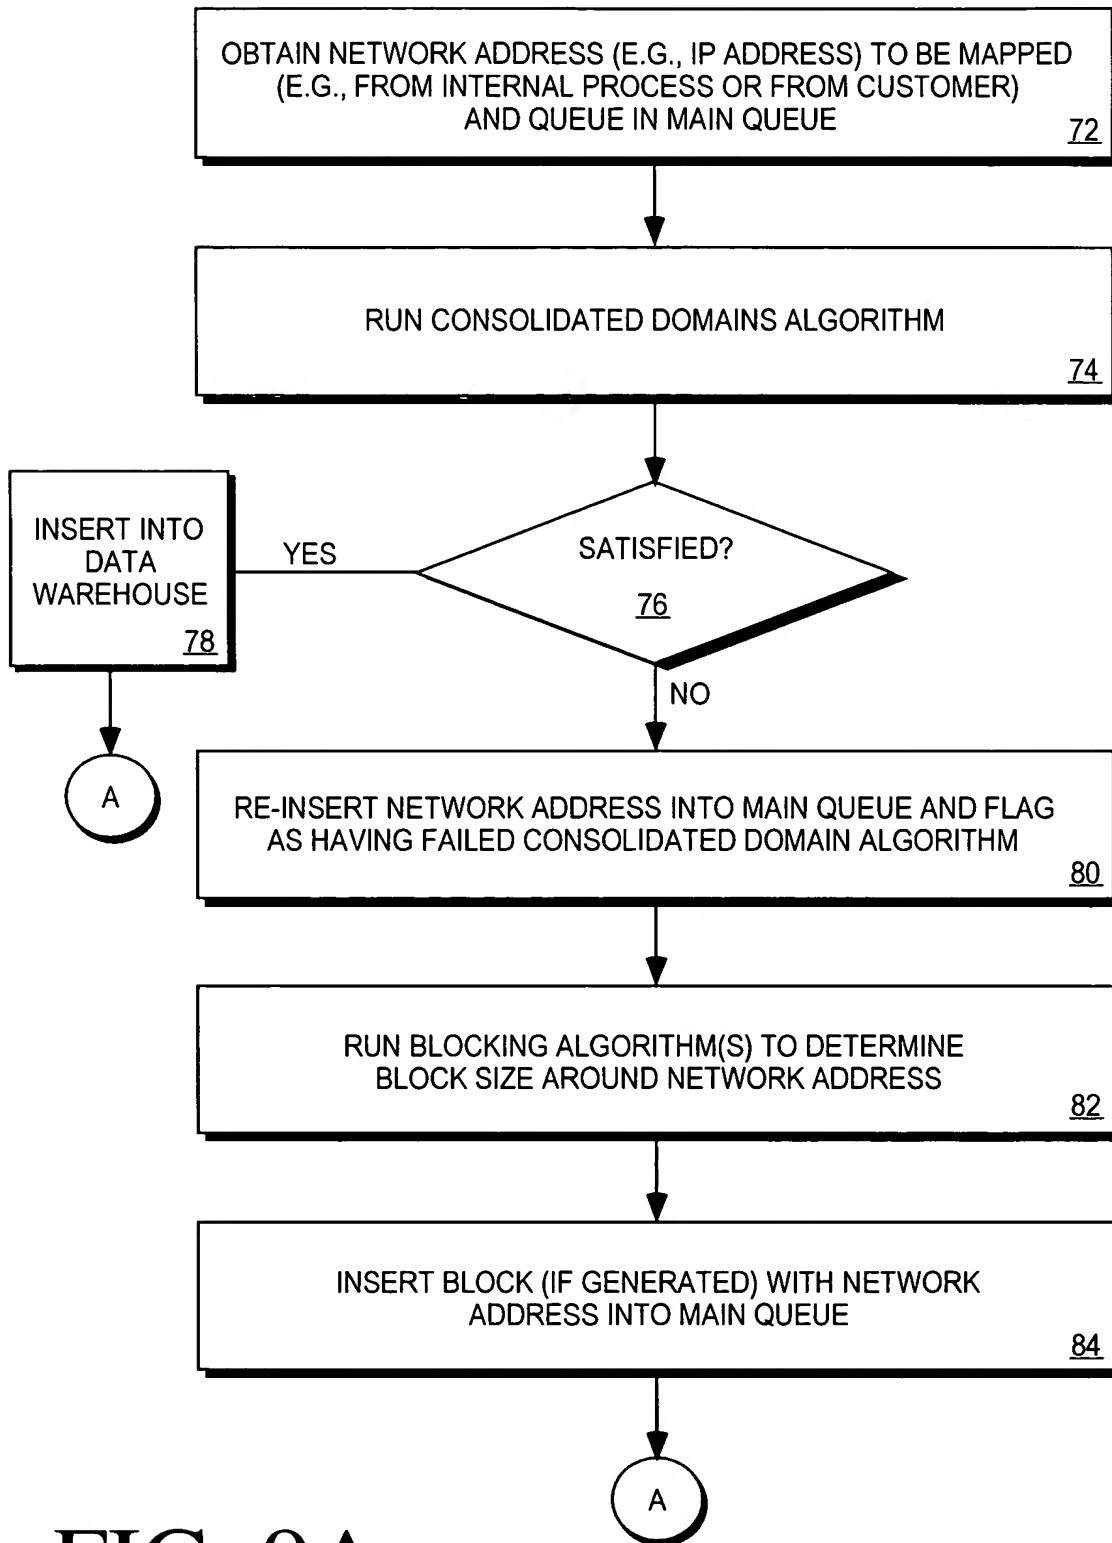 OBTAIN NETWORK ADDRESS (E.G., IP ADDRESS) TO BE MAPPED
(E.G., FROM INTERNAL PROCESS OR FROM CUSTOMER)
AND QUEUE IN MAIN QUEUE
72
RUN CONSOLIDATED DOMAINS ALGORITHM
74
SATISFIED?
76
YES
INSERT INTO
DATA
WAREHOUSE
78
A
NO
RE-INSERT NETWORK ADDRESS INTO MAIN QUEUE AND FLAG
AS HAVING FAILED CONSOLIDATED DOMAIN ALGORITHM
80
RUN BLOCKING ALGORITHM(S) TO DETERMINE
BLOCK SIZE AROUND NETWORK ADDRESS
82
INSERT BLOCK (IF GENERATED) WITH NETWORK
ADDRESS INTO MAIN QUEUE
84
A